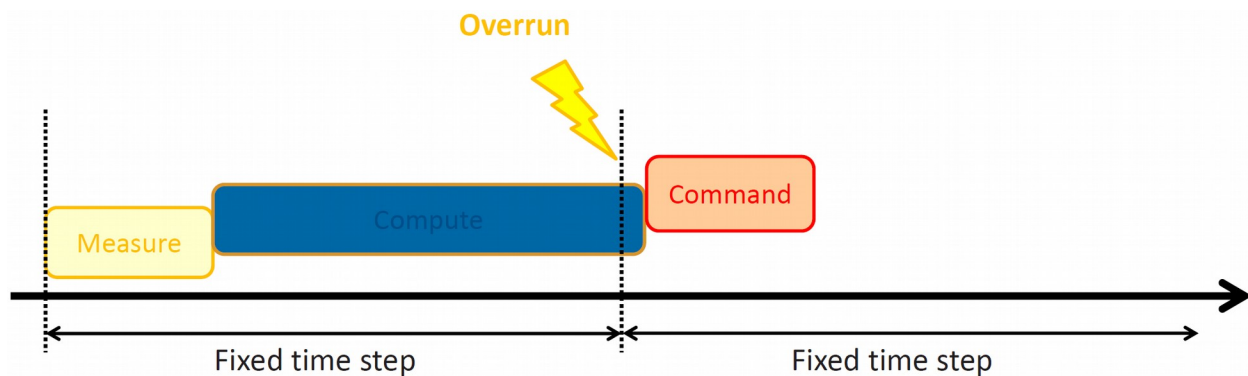 Overrun
Measure
Compute
Command
Fixed time step
Fixed time step